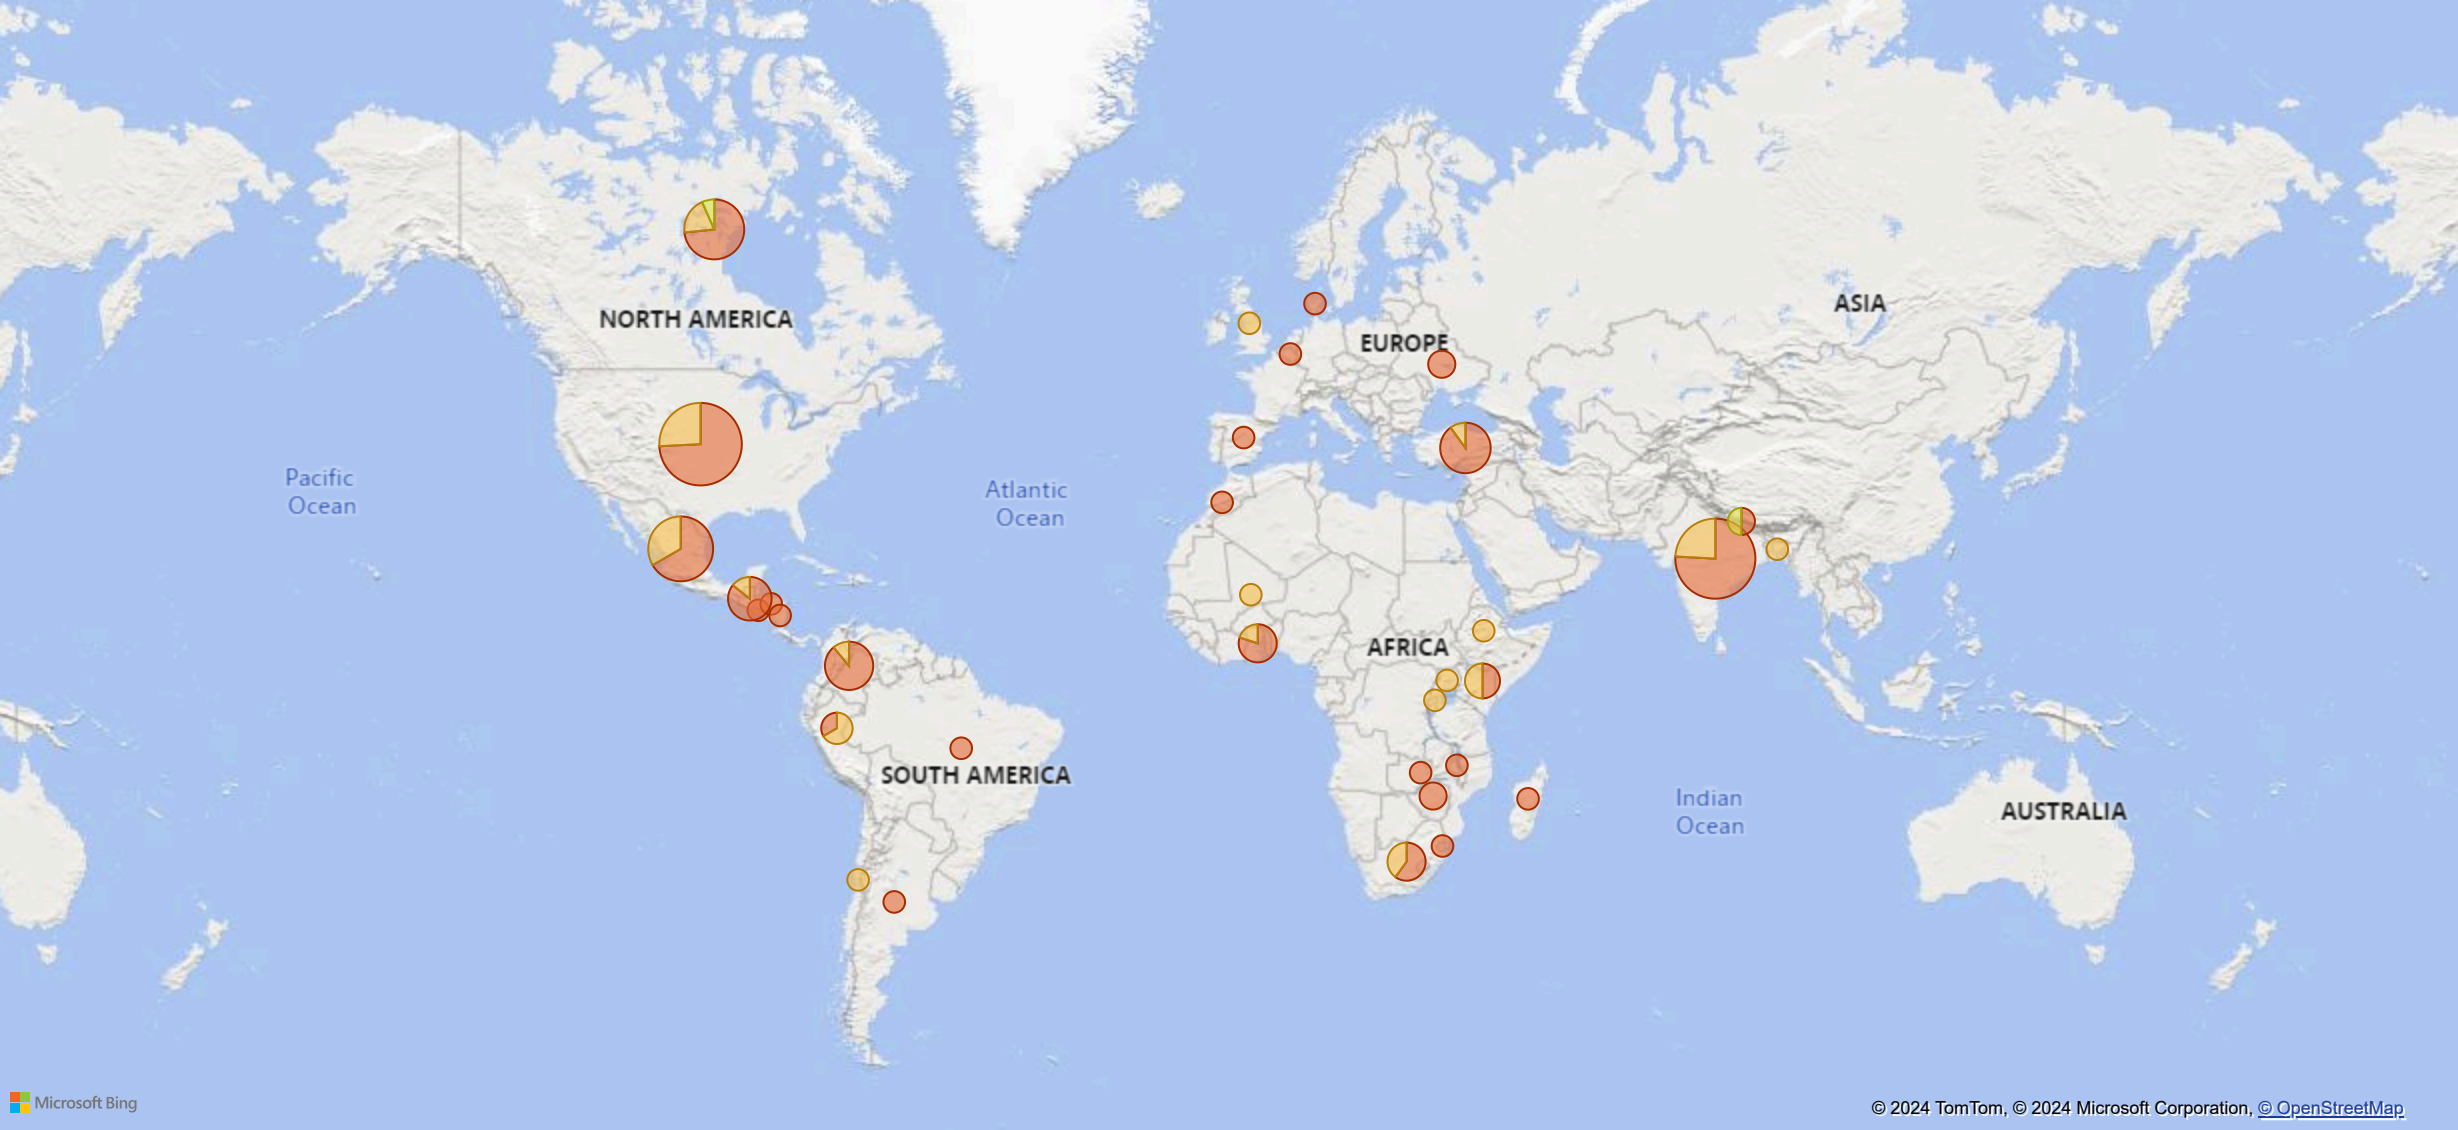 NORTH AMERICA
ASIA
EUROPE
Pacific
Ocean
Atlantic
Ocean
AFRICA
SOUTH AMERICA
Indian
Ocean
AUSTRALIA
Microsoft Bing
© 2024 TomTom, © 2024 Microsoft Corporation, © OpenStreetMap